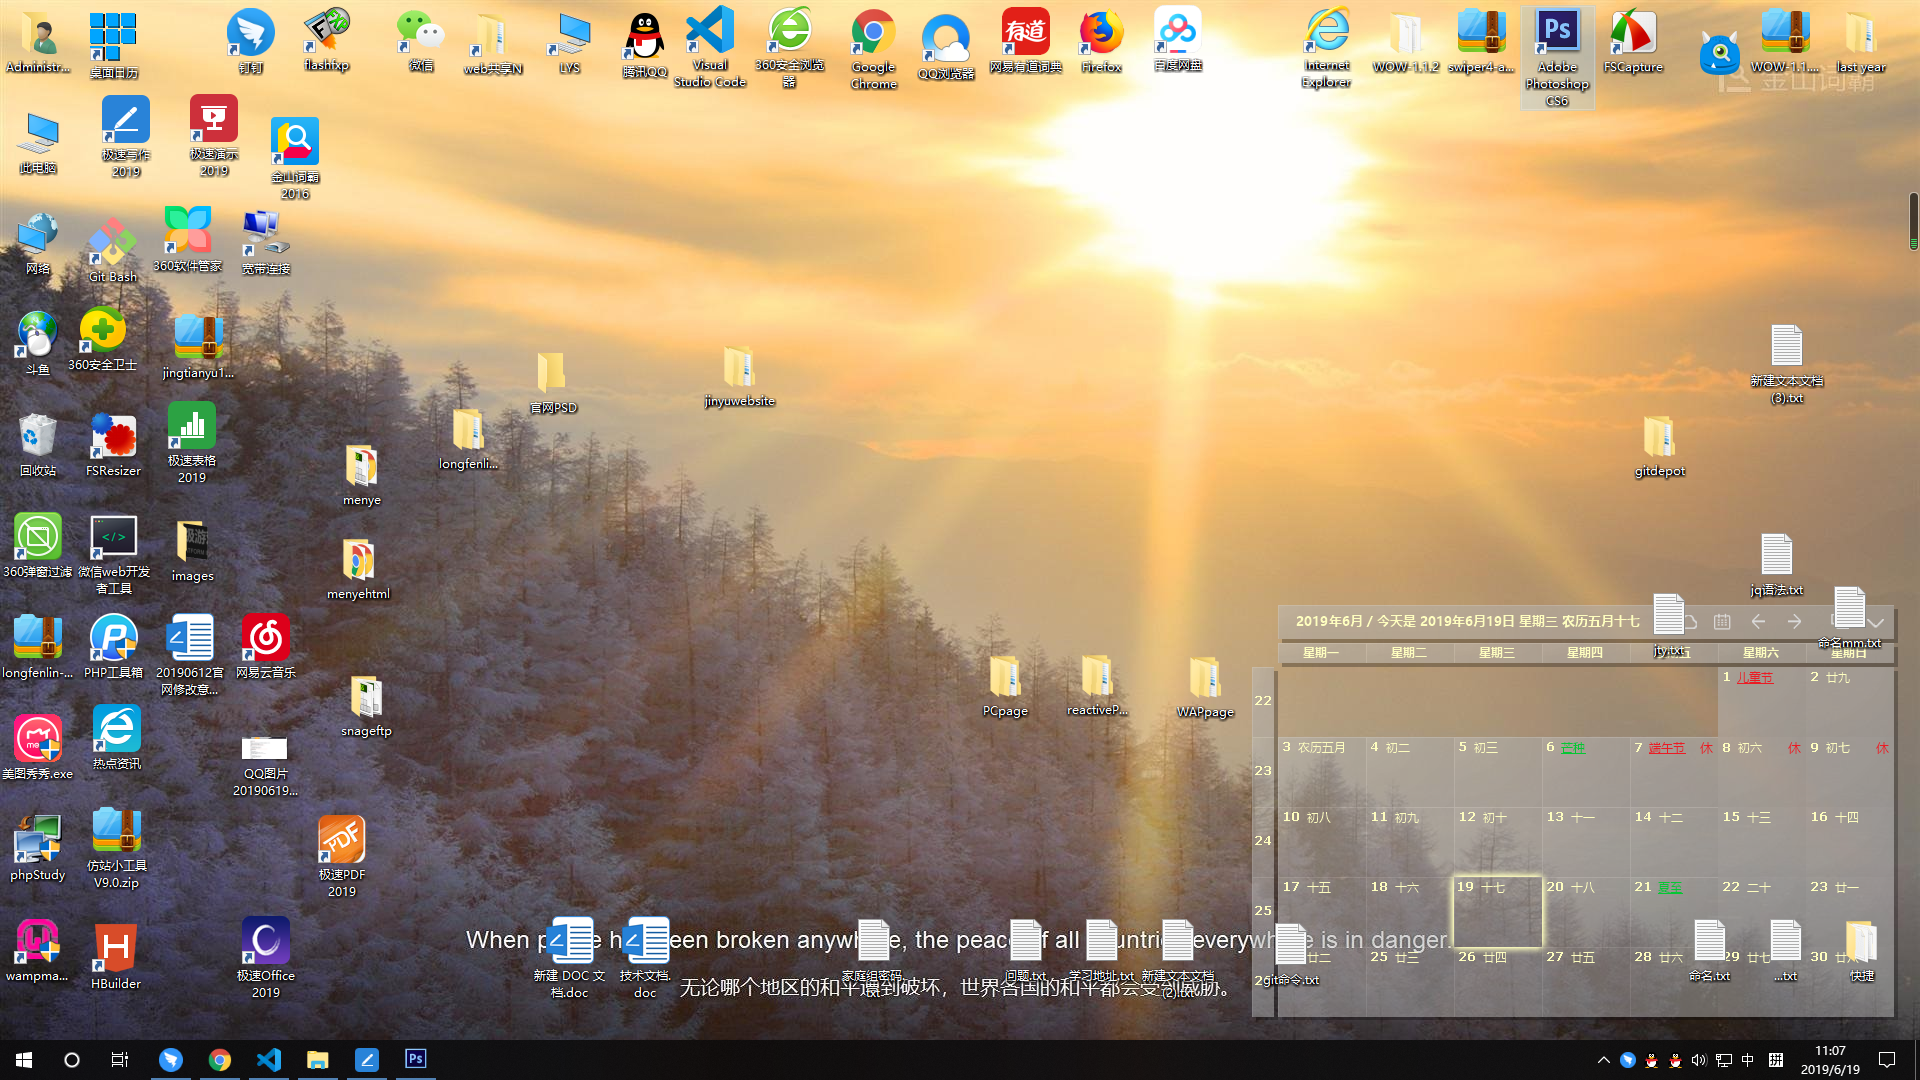 Administr...
桌面日历
钉钉
flashfxp
微信
web共享N
LYS
腾讯QQ
Visual
Studio Code
360安全浏览
器
Google
Chrome
QQ浏览器
有道
网易有道词典
Firefox
百度网盘
Internet
Explorer
WOW-1.1.2
swiper4-a...
Ps
Adobe
Photoshop
CS6
FSCapture
WOW-1.1....
last year
金山词霸
此电脑
极速写作
2019
极速演示
2019
金山词霸
2016
网络
Git Bash
360软件管家
宽带连接
斗鱼
360安全卫士
jingtianyu1...
官网PSD
jinyuwebsite
新建文本文档
(3).txt
回收站
FSResizer
极速表格
2019
longfenli...
menye
gitdepot
360弹窗过滤
微信web开发
者工具
images
menyehtml
jq语法.txt
longfenlin-...
PHP工具箱
20190612官
网修改意...
网易云音乐
jty.txt
命名mm.txt
美图秀秀.exe
热点资讯
QQ图片
20190619...
snageftp
PCpage
reactiveP...
WAPpage
phpStudy
仿站小工具
V9.0.zip
PDF
极速PDF
2019
wampma...
HBuilder
极速Office
2019
新建 DOC 文
档.doc
技术文档.
doc
家庭组密码
.txt
问题.txt
学习地址.txt
新建文本文档
(2).txt
git命令.txt
命名.txt
...txt
快捷
2019年6月 / 今天是 2019年6月19日 星期三 农历五月十七
星期一 星期二 星期三 星期四 星期五 星期六 星期日
22 1 儿童节 2 廿九
23 3 农历五月 4 初二 5 初三 6 芒种 7 端午节 休 8 初六 休 9 初七 休
24 10 初八 11 初九 12 初十 13 十一 14 十二 15 十三 16 十四
25 17 十五 18 十六 19 十七 20 十八 21 夏至 22 二十 23 廿一
廿二 25 廿三 26 廿四 27 廿五 28 廿六 29 廿七 30
When been broken anywhere, the peace of all countries everywhere is in danger.
无论哪个地区的和平遭到破坏，世界各国的和平都会受到威胁。
Ps
中
拼
11:07
2019/6/19